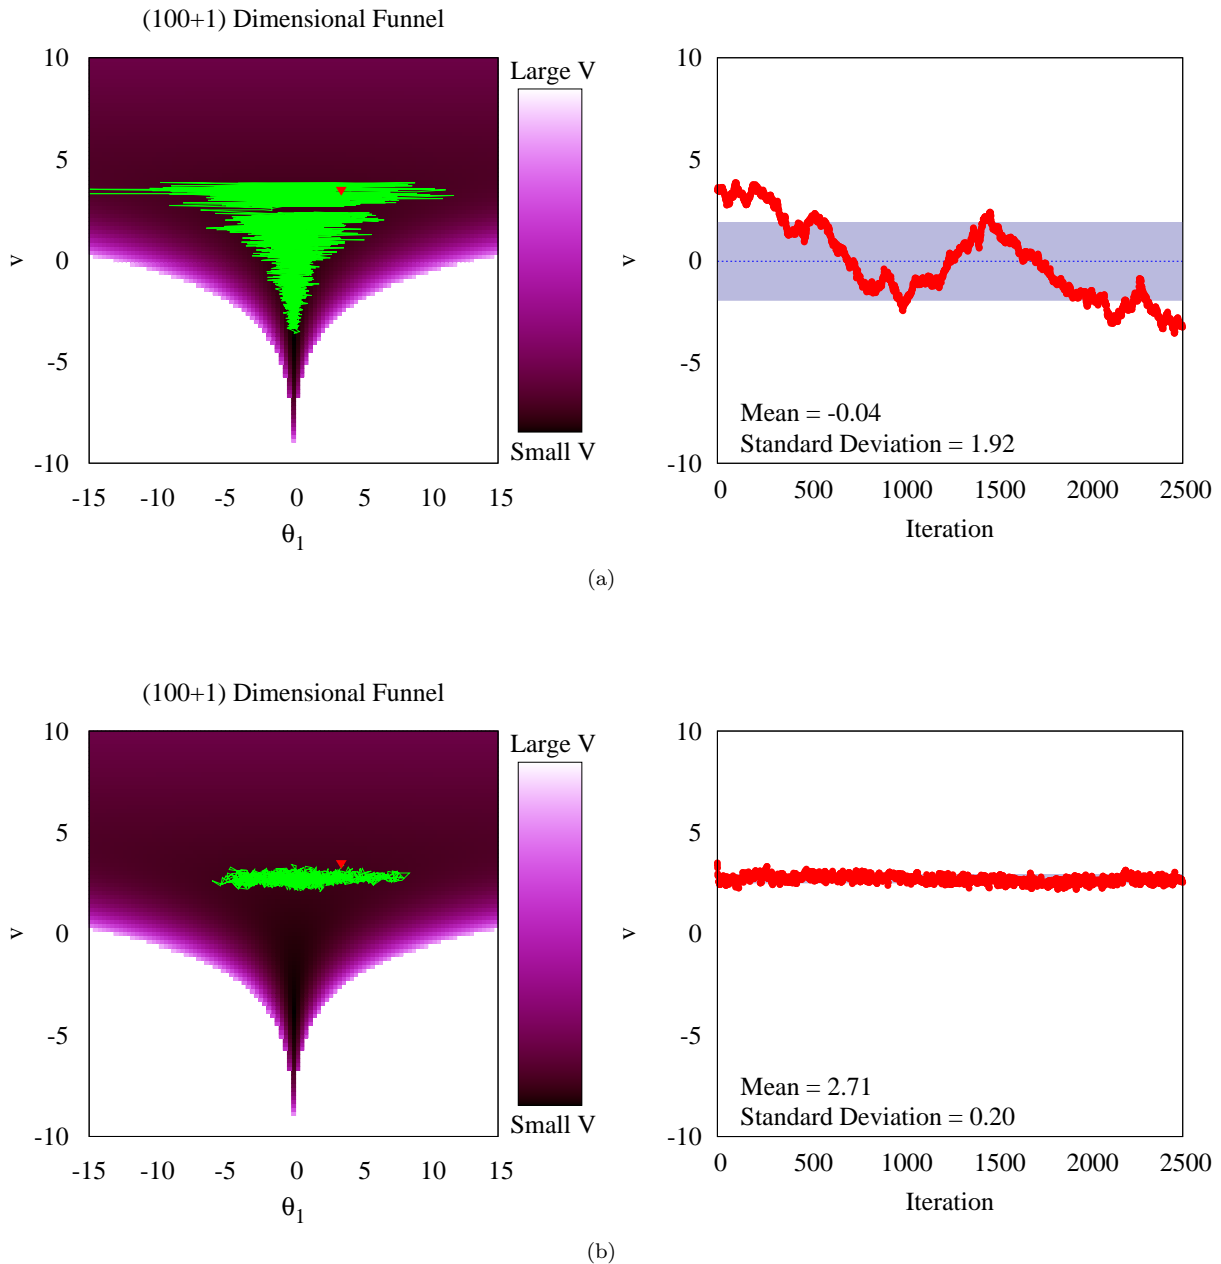 (100+1) Dimensional Funnel
10
5
0
-5
-10
v
-15 -10 -5 0 5 10 15
θ1
Large V
Small V
10
5
0
-5
-10
v
Mean = -0.04
Standard Deviation = 1.92
0 500 1000 1500 2000 2500
Iteration
(a)
(100+1) Dimensional Funnel
10
5
0
-5
-10
v
-15 -10 -5 0 5 10 15
θ1
Large V
Small V
10
5
0
-5
-10
v
Mean = 2.71
Standard Deviation = 0.20
0 500 1000 1500 2000 2500
Iteration
(b)